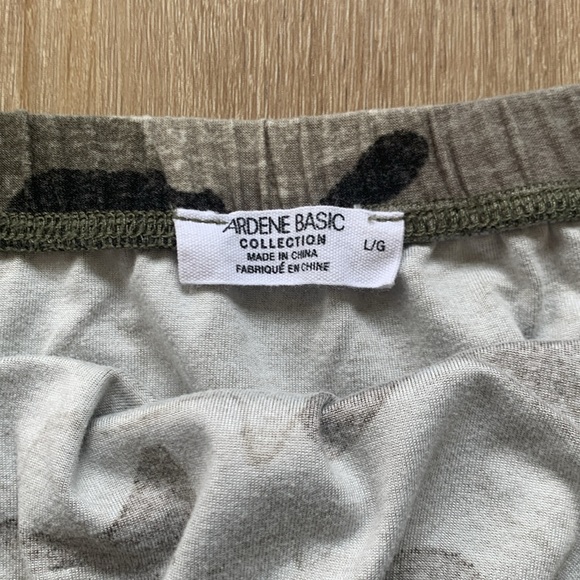 ARDENE BASIC
COLLECTION
MADE IN CHINA
FABRIQUÉ EN CHINE
L/G